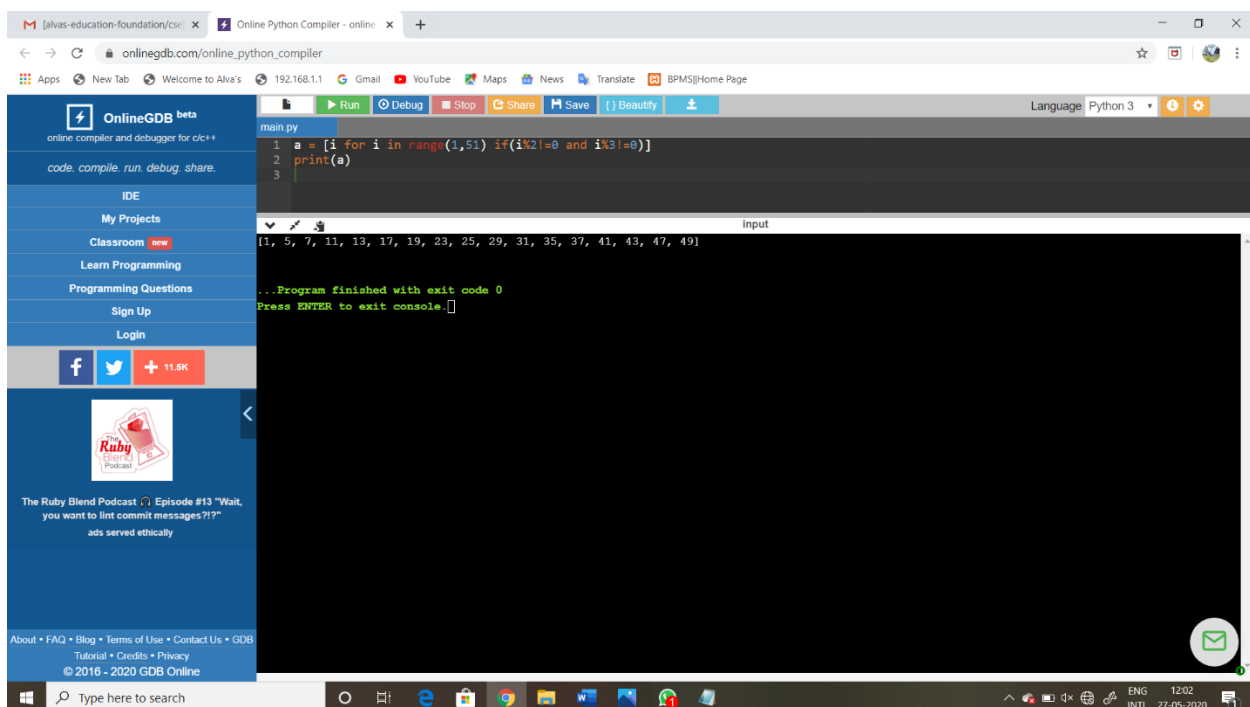 [alvas-education-foundation/cse] Online Python Compiler - online
onlinegdb.com/online_python_compiler
Apps New Tab Welcome to Alva's 192.168.1.1 Gmail YouTube Maps News Translate BPMS||Home Page
OnlineGDB beta
online compiler and debugger for c/c++
code. compile. run. debug. share.
IDE
My Projects
Classroom new
Learn Programming
Programming Questions
Sign Up
Login
f + 11.5K
The
Ruby
Blend
Podcast
The Ruby Blend Podcast 🎧 Episode #13 "Wait,
you want to lint commit messages?!?"
ads served ethically
About • FAQ • Blog • Terms of Use • Contact Us • GDB
Tutorial • Credits • Privacy
© 2016 - 2020 GDB Online
Run Debug Stop Share Save { } Beautify Language Python 3
main.py
1 a = [i for i in range(1,51) if(i%2!=0 and i%3!=0)]
2 print(a)
3
input
[1, 5, 7, 11, 13, 17, 19, 23, 25, 29, 31, 35, 37, 41, 43, 47, 49]
...Program finished with exit code 0
Press ENTER to exit console.
Type here to search
ENG 12:02
INTL 27-05-2020